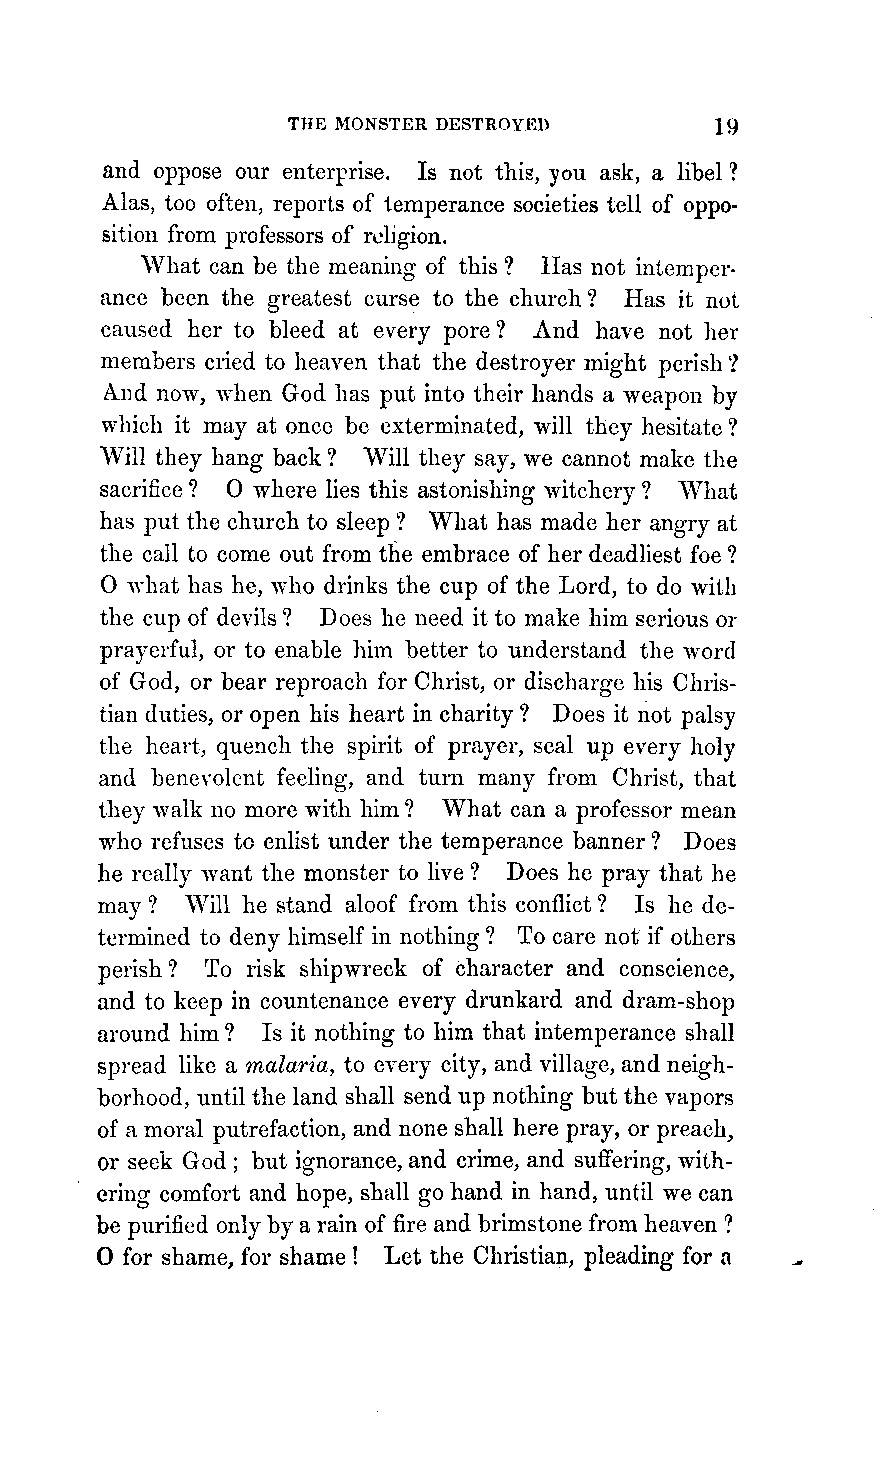 THE MONSTER DESTROYED 19
and oppose our enterprise. Is not this, you ask, a libel?
Alas, too often, reports of temperance societies tell of oppo-
sition from professors of religion.
What can be the meaning of this? Has not intemper-
ance been the greatest curse to the church? Has it not
caused her to bleed at every pore? And have not her
members cried to heaven that the destroyer might perish?
And now, when God has put into their hands a weapon by
which it may at once be exterminated, will they hesitate?
Will they hang back? Will they say, we cannot make the
sacrifice? O where lies this astonishing witchery? What
has put the church to sleep? What has made her angry at
the call to come out from the embrace of her deadliest foe?
O what has he, who drinks the cup of the Lord, to do with
the cup of devils? Does he need it to make him serious or
prayerful, or to enable him better to understand the word
of God, or bear reproach for Christ, or discharge his Chris-
tian duties, or open his heart in charity? Does it not palsy
the heart, quench the spirit of prayer, seal up every holy
and benevolent feeling, and turn many from Christ, that
they walk no more with him? What can a professor mean
who refuses to enlist under the temperance banner? Does
he really want the monster to live? Does he pray that he
may? Will he stand aloof from this conflict? Is he de-
termined to deny himself in nothing? To care not if others
perish? To risk shipwreck of character and conscience,
and to keep in countenance every drunkard and dram-shop
around him? Is it nothing to him that intemperance shall
spread like a malaria, to every city, and village, and neigh-
borhood, until the land shall send up nothing but the vapors
of a moral putrefaction, and none shall here pray, or preach,
or seek God; but ignorance, and crime, and suffering, with-
ering comfort and hope, shall go hand in hand, until we can
be purified only by a rain of fire and brimstone from heaven?
O for shame, for shame! Let the Christian, pleading for a